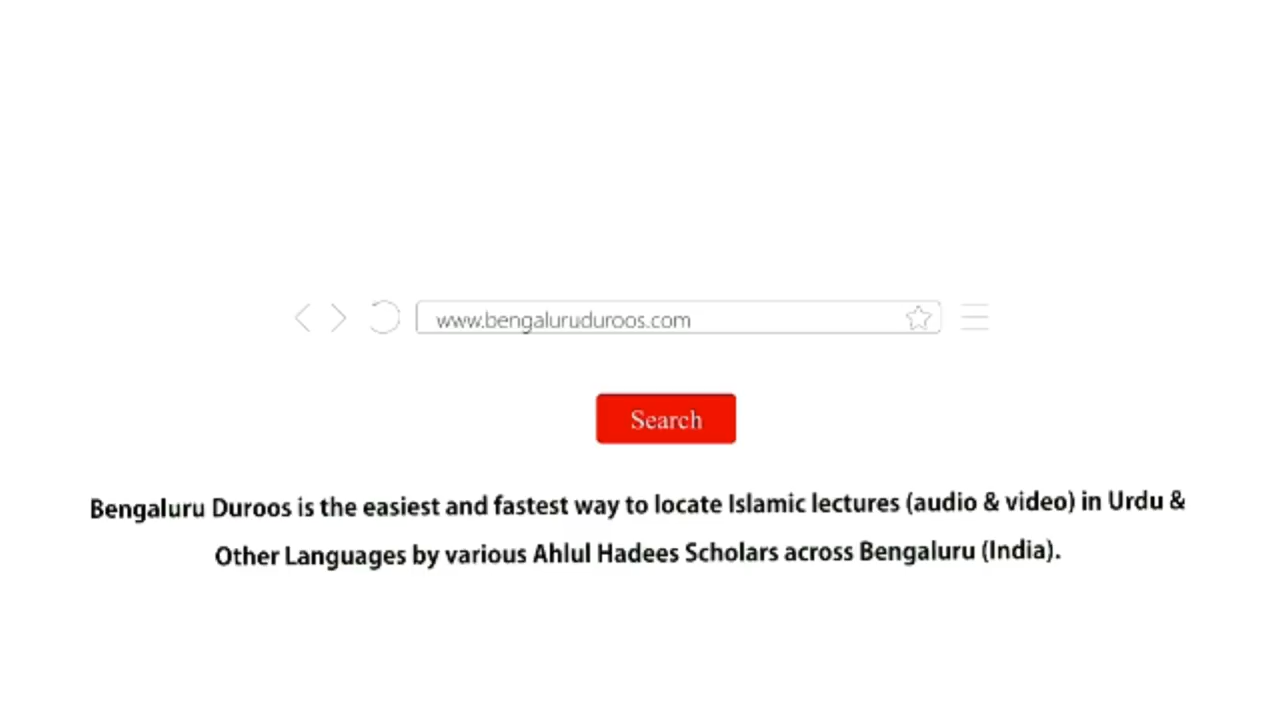 www.bengaluruduroos.com
Search
Bengaluru Duroos is the easiest and fastest way to locate Islamic lectures (audio & video) in Urdu &
Other Languages by various Ahlul Hadees Scholars across Bengaluru (India).